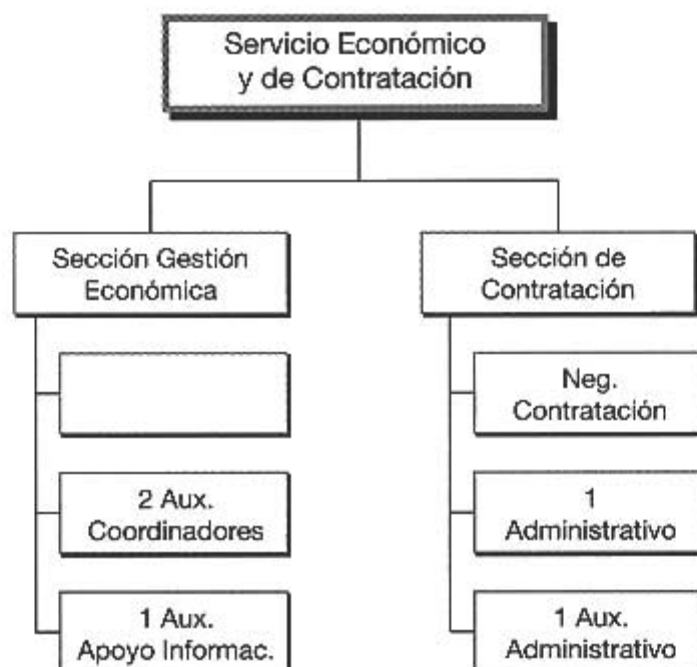 Servicio Económico
y de Contratación
Sección Gestión
Económica
Sección de
Contratación
Neg.
Contratación
2 Aux.
Coordinadores
1
Administrativo
1 Aux.
Apoyo Informac.
1 Aux.
Administrativo